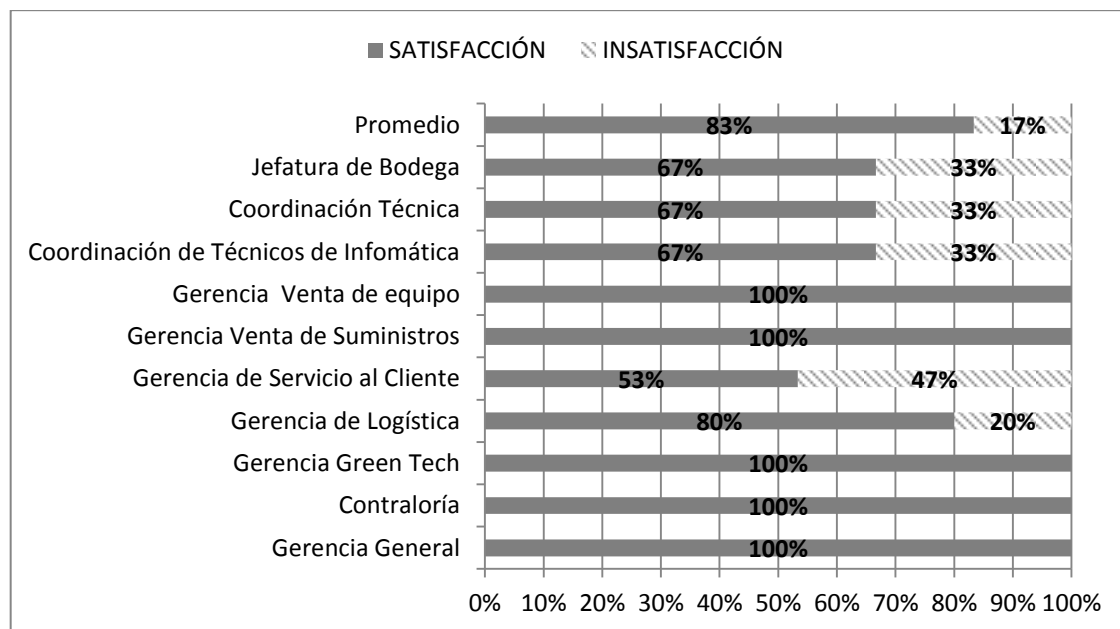 SATISFACCIÓN INSATISFACCIÓN
Promedio 83% 17%
Jefatura de Bodega 67% 33%
Coordinación Técnica 67% 33%
Coordinación de Técnicos de Infomática 67% 33%
Gerencia  Venta de equipo 100%
Gerencia Venta de Suministros 100%
Gerencia de Servicio al Cliente 53% 47%
Gerencia de Logística 80% 20%
Gerencia Green Tech 100%
Contraloría 100%
Gerencia General 100%
0% 10% 20% 30% 40% 50% 60% 70% 80% 90% 100%